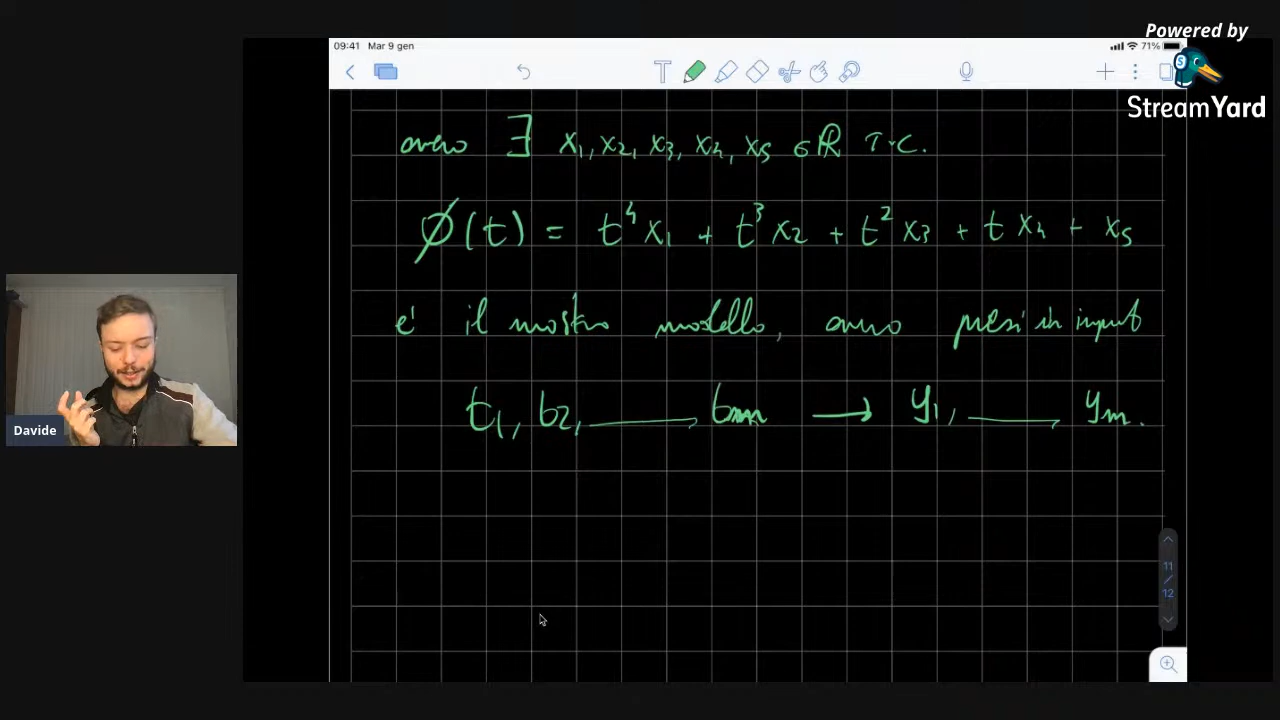 Powered by
StreamYard
09:41 Mar 9 gen
71%
ovvero ∃ x₁, x₂, x₃, x₄, x₅ ∈ ℝ T.C.
ϕ(t) = t⁴x₁ + t³x₂ + t²x₃ + tx₄ + x₅
è il nostro modello, ovvero presi in input
t₁, t₂, ——, tₘ → y₁, ——, yₘ.
Davide
11
/
12